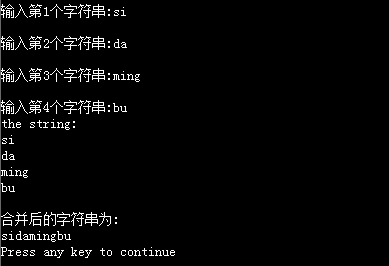 输入第1个字符串:si
输入第2个字符串:da
输入第3个字符串:ming
输入第4个字符串:bu
the string:
si
da
ming
bu
合并后的字符串为:
sidamingbu
Press any key to continue